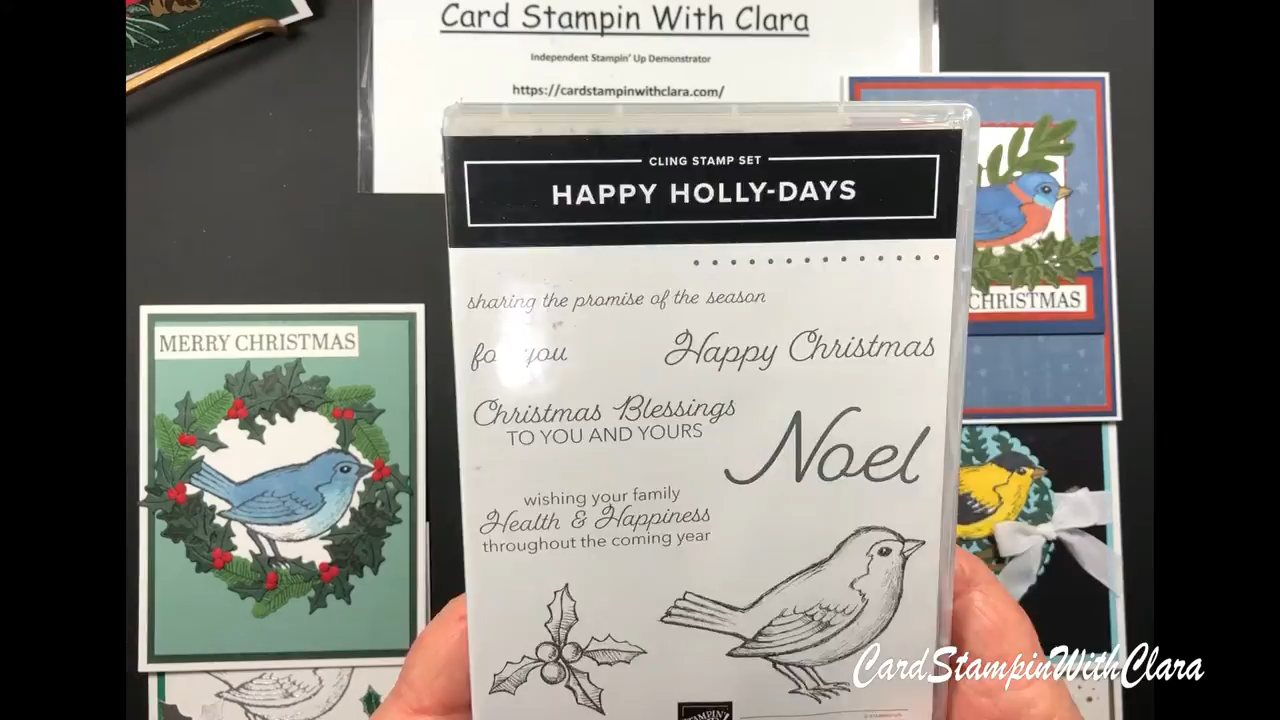 Card Stampin With Clara
Independent Stampin' Up Demonstrator
https://cardstampinwithclara.com/
CLING STAMP SET
HAPPY HOLLY-DAYS
sharing the promise of the season
for you
Happy Christmas
Christmas Blessings
TO YOU AND YOURS
Noel
wishing your family
Health & Happiness
throughout the coming year
MERRY CHRISTMAS
CHRISTMAS
STAMPIN'
CardStampinWithClara